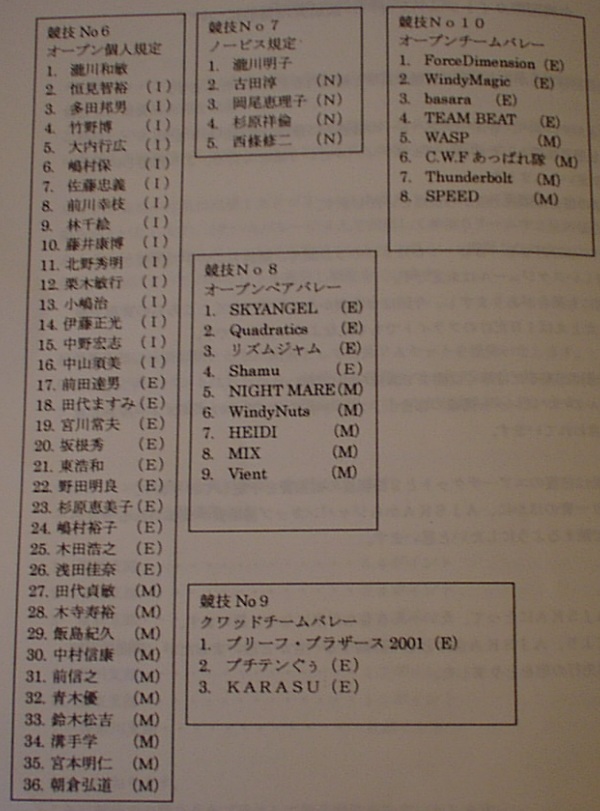 競技 No6
オープン個人規定
1. 瀧川和敏
2. 恒見智裕 (I)
3. 多田邦男 (I)
4. 竹野博 (I)
5. 大内行広 (I)
6. 嶋村保 (I)
7. 佐藤忠義 (I)
8. 前川幸枝 (I)
9. 林千絵 (I)
10. 藤井康博 (I)
11. 北野秀明 (I)
12. 栗木敏行 (I)
13. 小嶋治 (I)
14. 伊藤正光 (I)
15. 中野宏志 (I)
16. 中山須美 (I)
17. 前田達男 (E)
18. 田代ますみ (E)
19. 宮川常夫 (E)
20. 坂根秀 (E)
21. 東浩和 (E)
22. 野田明良 (E)
23. 杉原恵美子 (E)
24. 嶋村裕子 (E)
25. 木田浩之 (E)
26. 浅田佳奈 (E)
27. 田代貞敏 (M)
28. 木寺寿裕 (M)
29. 飯島紀久 (M)
30. 中村信康 (M)
31. 前信之 (M)
32. 青木優 (M)
33. 鈴木松吉 (M)
34. 溝手学 (M)
35. 宮本明仁 (M)
36. 朝倉弘道 (M)
競技No7
ノービス規定
1. 瀧川明子
2. 古田淳 (N)
3. 岡尾恵理子 (N)
4. 杉原祥倫 (N)
5. 西條修二 (N)
競技No8
オープンペアバレー
1. SKYANGEL (E)
2. Quadratics (E)
3. リズムジャム (E)
4. Shamu (E)
5. NIGHT MARE (M)
6. WindyNuts (M)
7. HEIDI (M)
8. MIX (M)
9. Vient (M)
競技 No9
クワッドチームバレー
1. ブリーフ・ブラザース 2001 (E)
2. プチテンぐぅ (E)
3. KARASU (E)
競技No10
オープンチームバレー
1. ForceDimension (E)
2. WindyMagic (E)
3. basara (E)
4. TEAM BEAT (E)
5. WASP (M)
6. C.W.F あっぱれ隊 (M)
7. Thunderbolt (M)
8. SPEED (M)